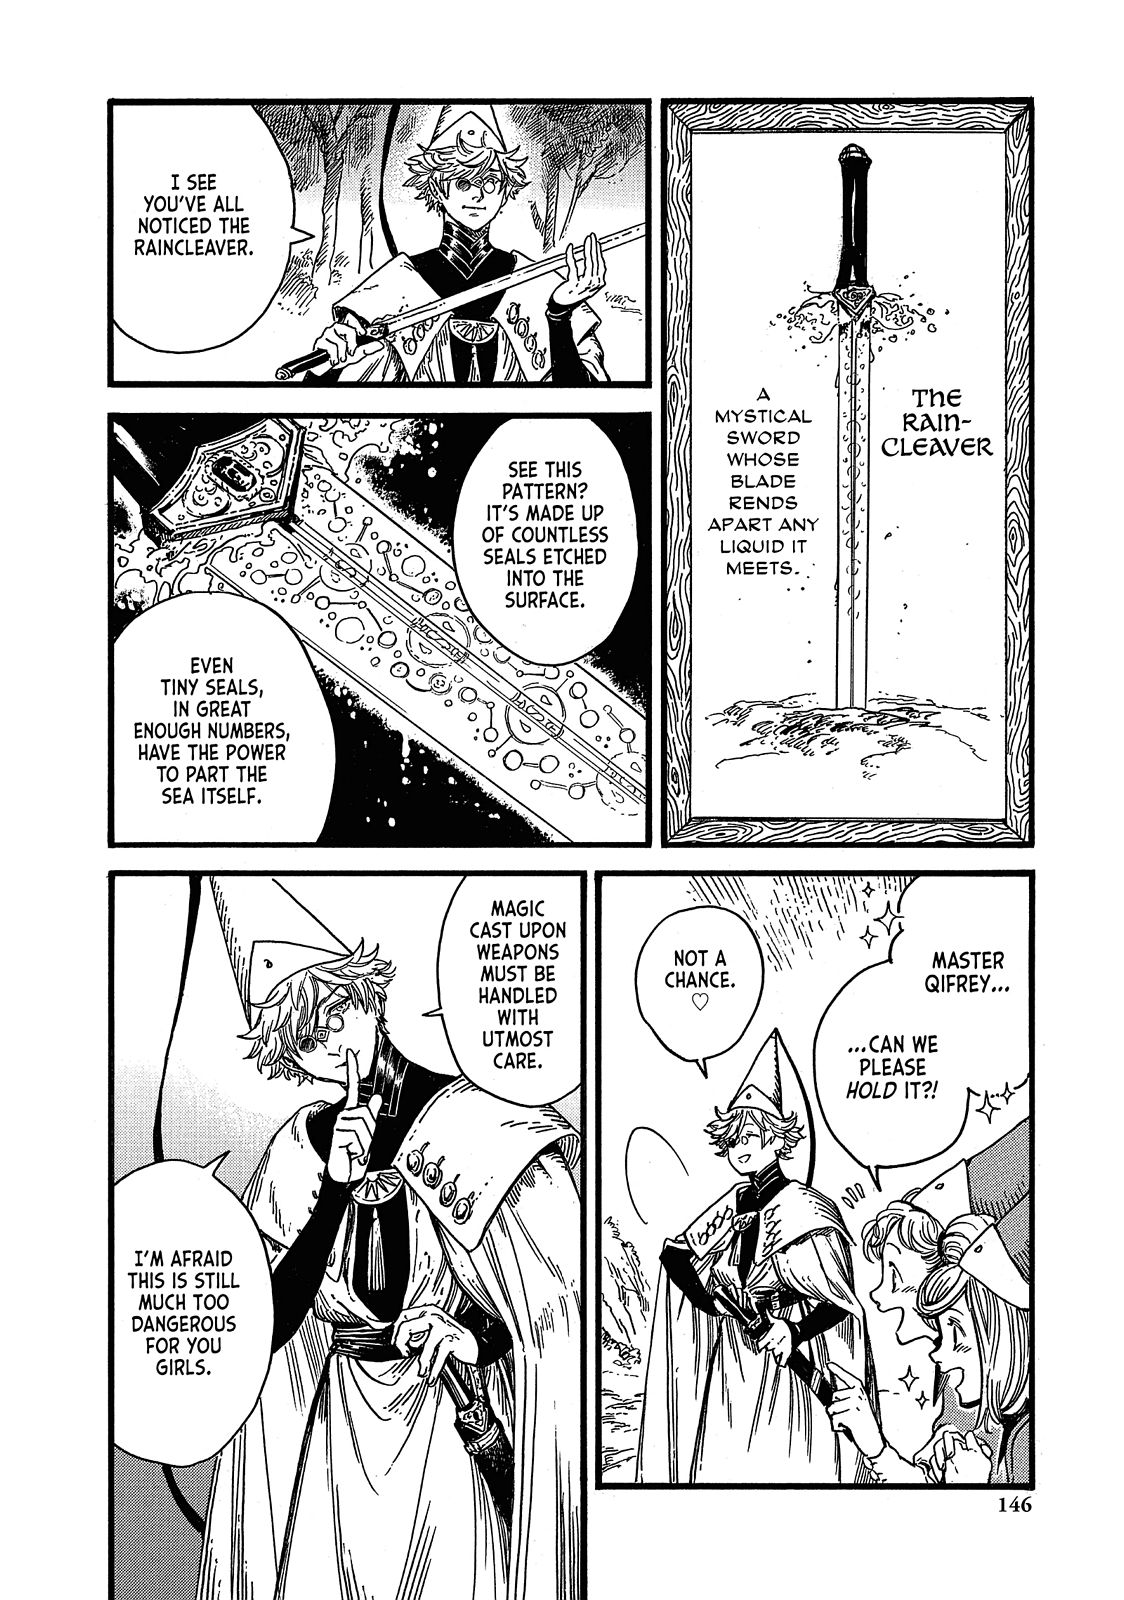 THE
RAIN-
CLEAVER
A
MYSTICAL
SWORD
WHOSE
BLADE
RENDS
APART ANY
LIQUID IT
MEETS.
I SEE
YOU'VE ALL
NOTICED THE
RAINCLEAVER.
SEE THIS
PATTERN?
IT'S MADE UP
OF COUNTLESS
SEALS ETCHED
INTO THE
SURFACE.
EVEN
TINY SEALS,
IN GREAT
ENOUGH NUMBERS,
HAVE THE POWER
TO PART THE
SEA ITSELF.
MASTER
QIFREY...
...CAN WE
PLEASE
HOLD IT?!
NOT A
CHANCE.
♡
MAGIC
CAST UPON
WEAPONS
MUST BE
HANDLED
WITH
UTMOST
CARE.
I'M AFRAID
THIS IS STILL
MUCH TOO
DANGEROUS
FOR YOU
GIRLS.
146